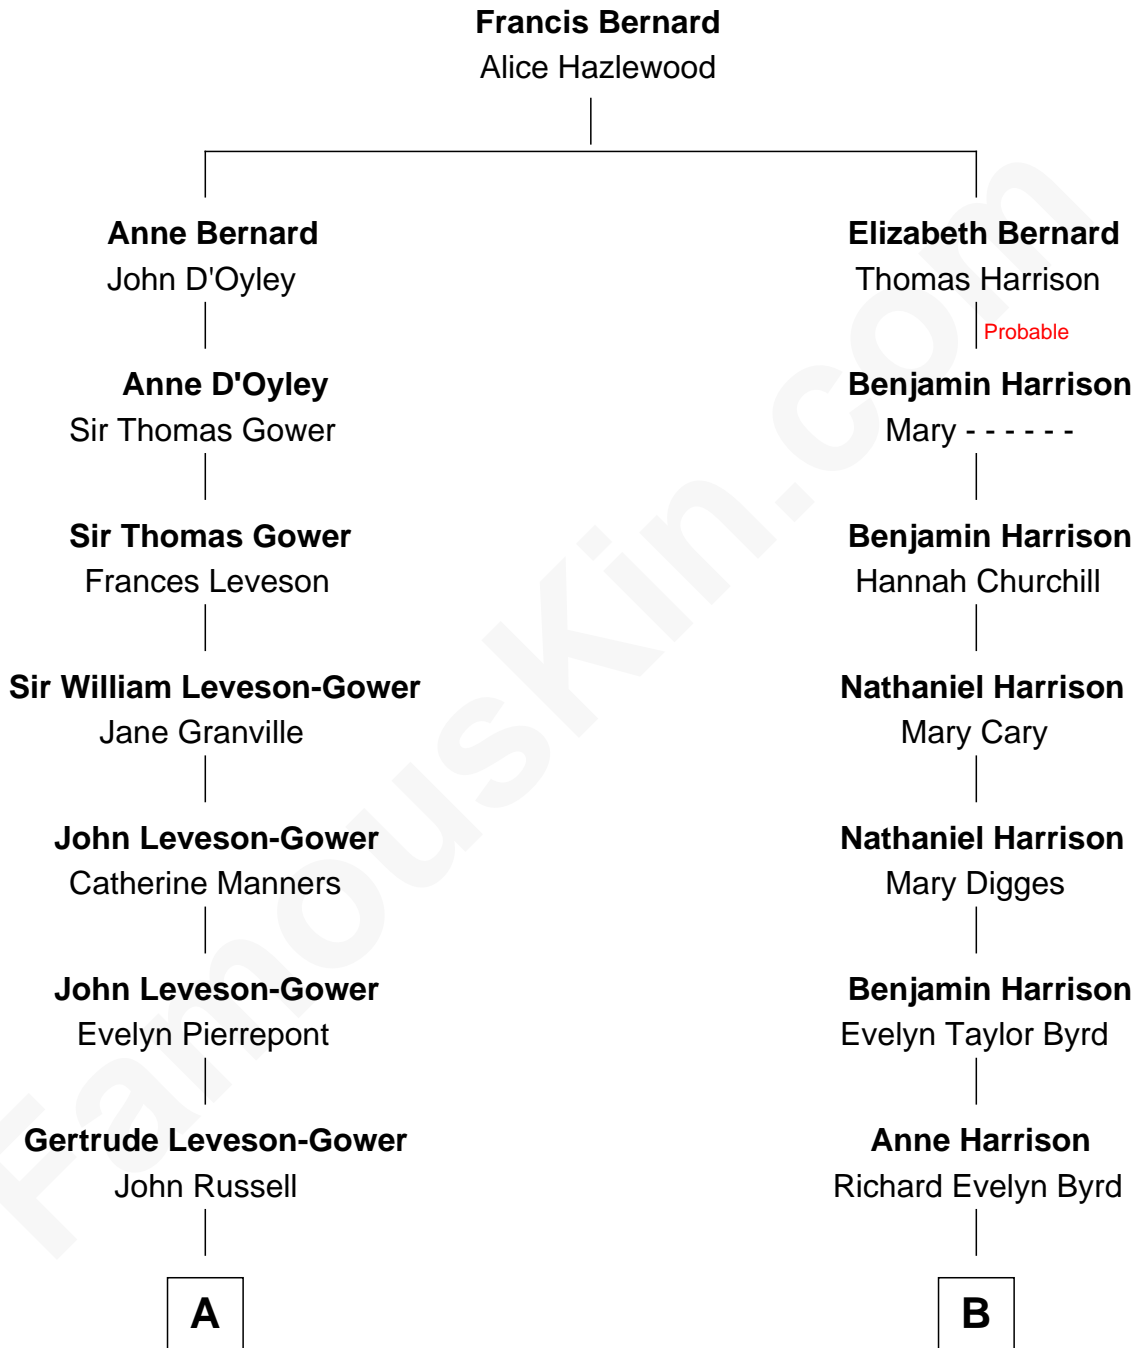 Francis Bernard
Alice Hazlewood
Anne Bernard
John D'Oyley
Elizabeth Bernard
Thomas Harrison
Probable
Anne D'Oyley
Sir Thomas Gower
Benjamin Harrison
Mary - - - - - -
Sir Thomas Gower
Frances Leveson
Benjamin Harrison
Hannah Churchill
Sir William Leveson-Gower
Jane Granville
Nathaniel Harrison
Mary Cary
John Leveson-Gower
Catherine Manners
Nathaniel Harrison
Mary Digges
John Leveson-Gower
Evelyn Pierrepont
Benjamin Harrison
Evelyn Taylor Byrd
Gertrude Leveson-Gower
John Russell
Anne Harrison
Richard Evelyn Byrd
A
B
FamousKin.com